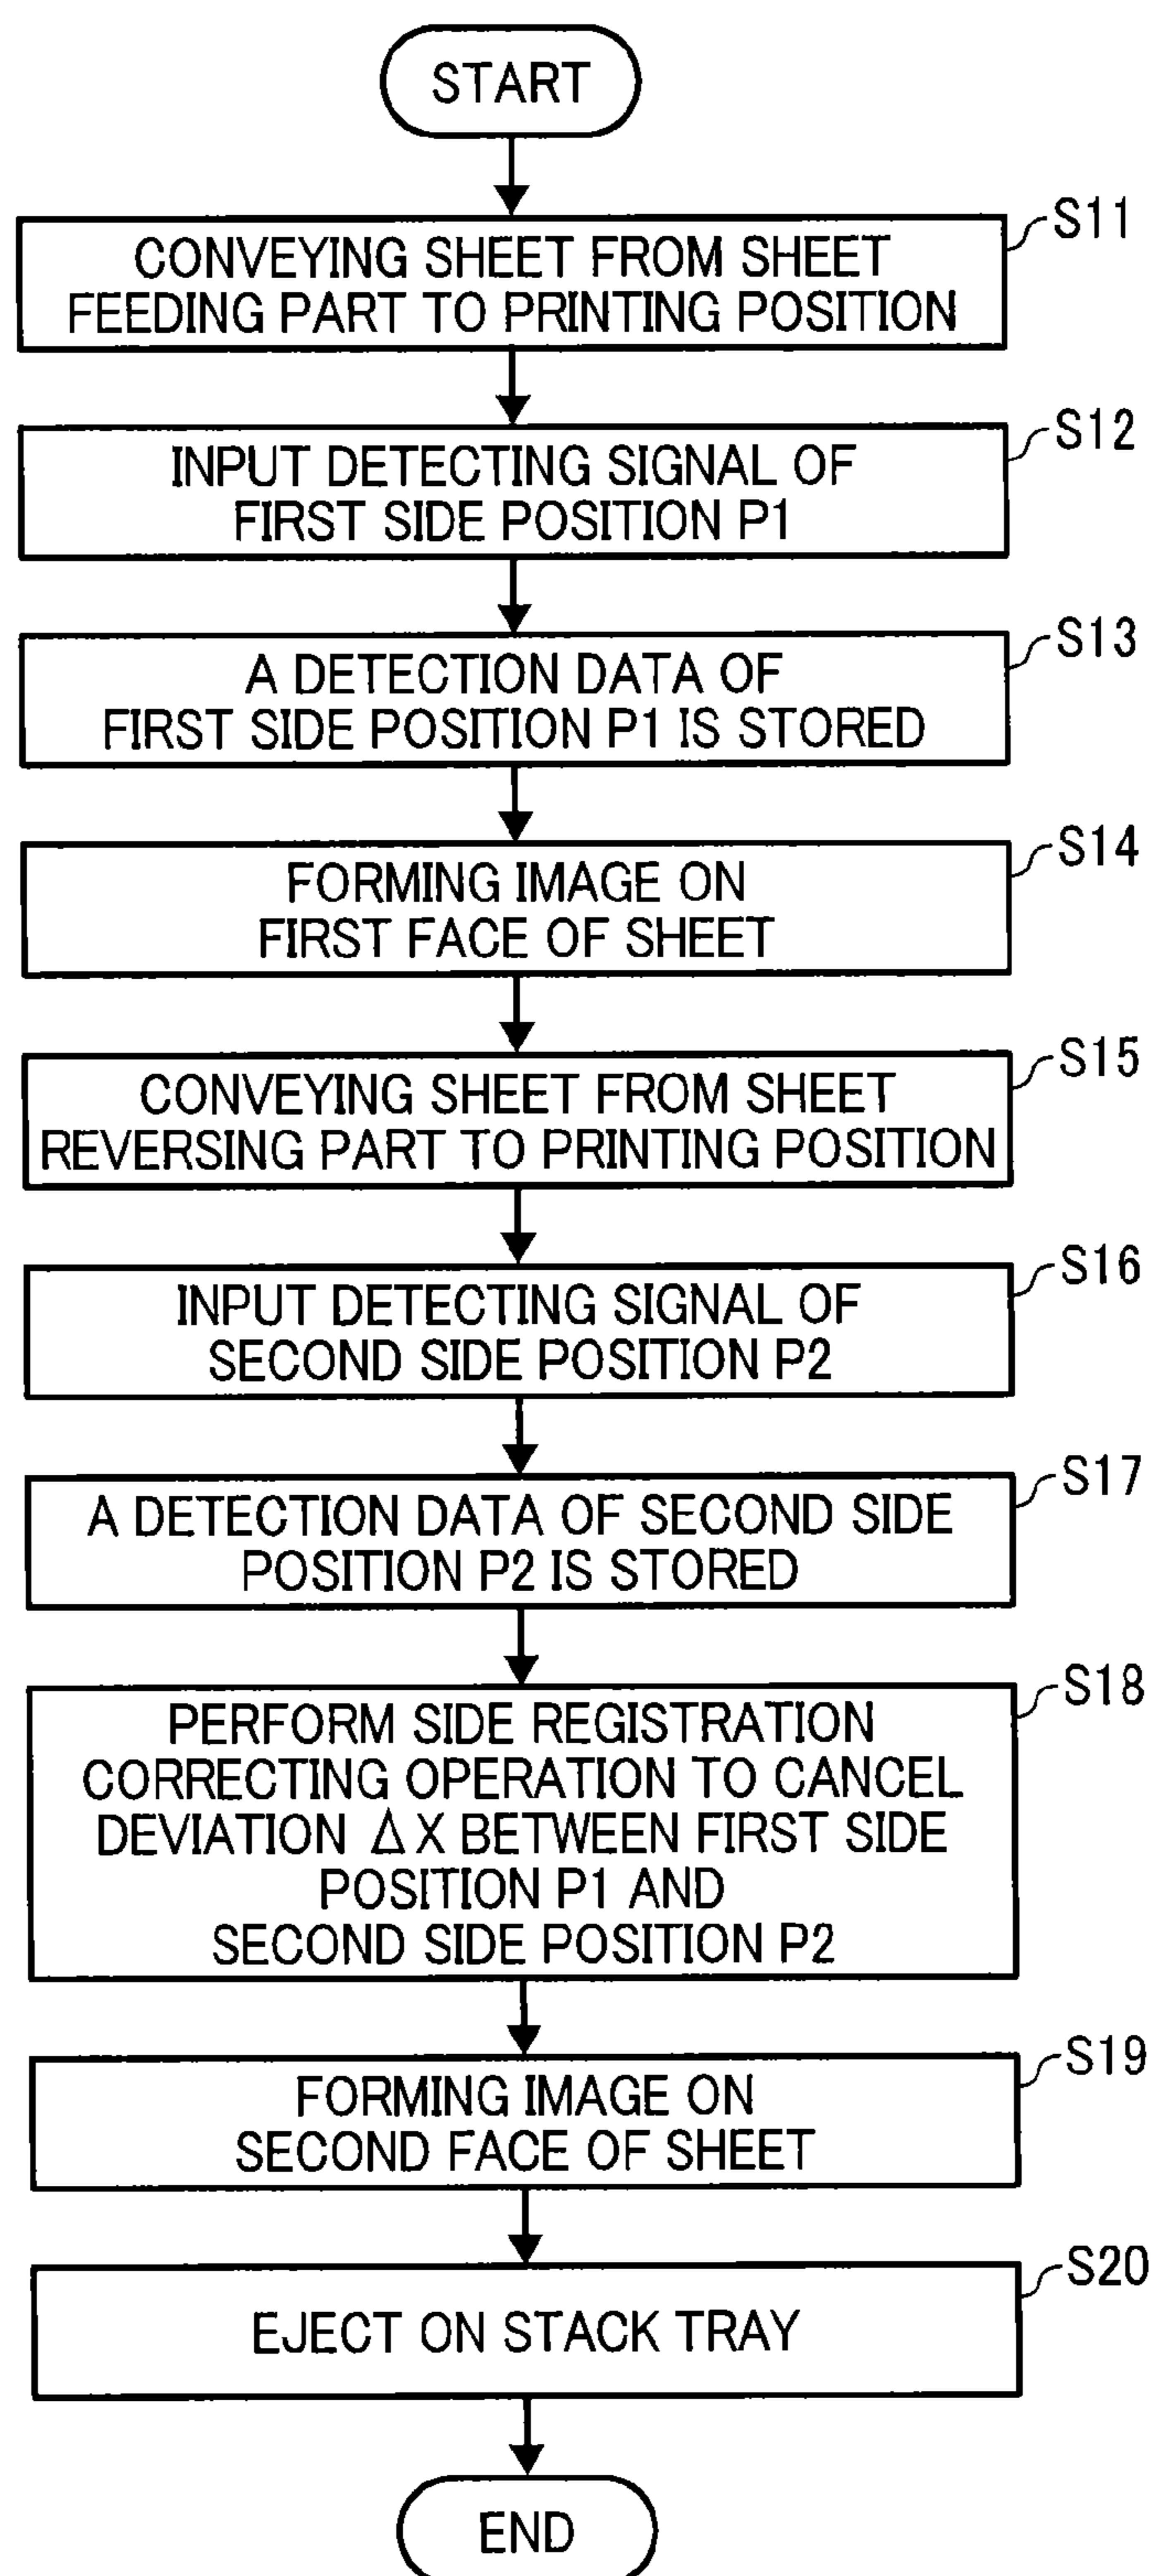 START
S11
CONVEYING SHEET FROM SHEET
FEEDING PART TO PRINTING POSITION
S12
INPUT DETECTING SIGNAL OF
FIRST SIDE POSITION P1
S13
A DETECTION DATA OF
FIRST SIDE POSITION P1 IS STORED
S14
FORMING IMAGE ON
FIRST FACE OF SHEET
S15
CONVEYING SHEET FROM SHEET
REVERSING PART TO PRINTING POSITION
S16
INPUT DETECTING SIGNAL OF
SECOND SIDE POSITION P2
S17
A DETECTION DATA OF SECOND SIDE
POSITION P2 IS STORED
S18
PERFORM SIDE REGISTRATION
CORRECTING OPERATION TO CANCEL
DEVIATION ΔX BETWEEN FIRST SIDE
POSITION P1 AND
SECOND SIDE POSITION P2
S19
FORMING IMAGE ON
SECOND FACE OF SHEET
S20
EJECT ON STACK TRAY
END